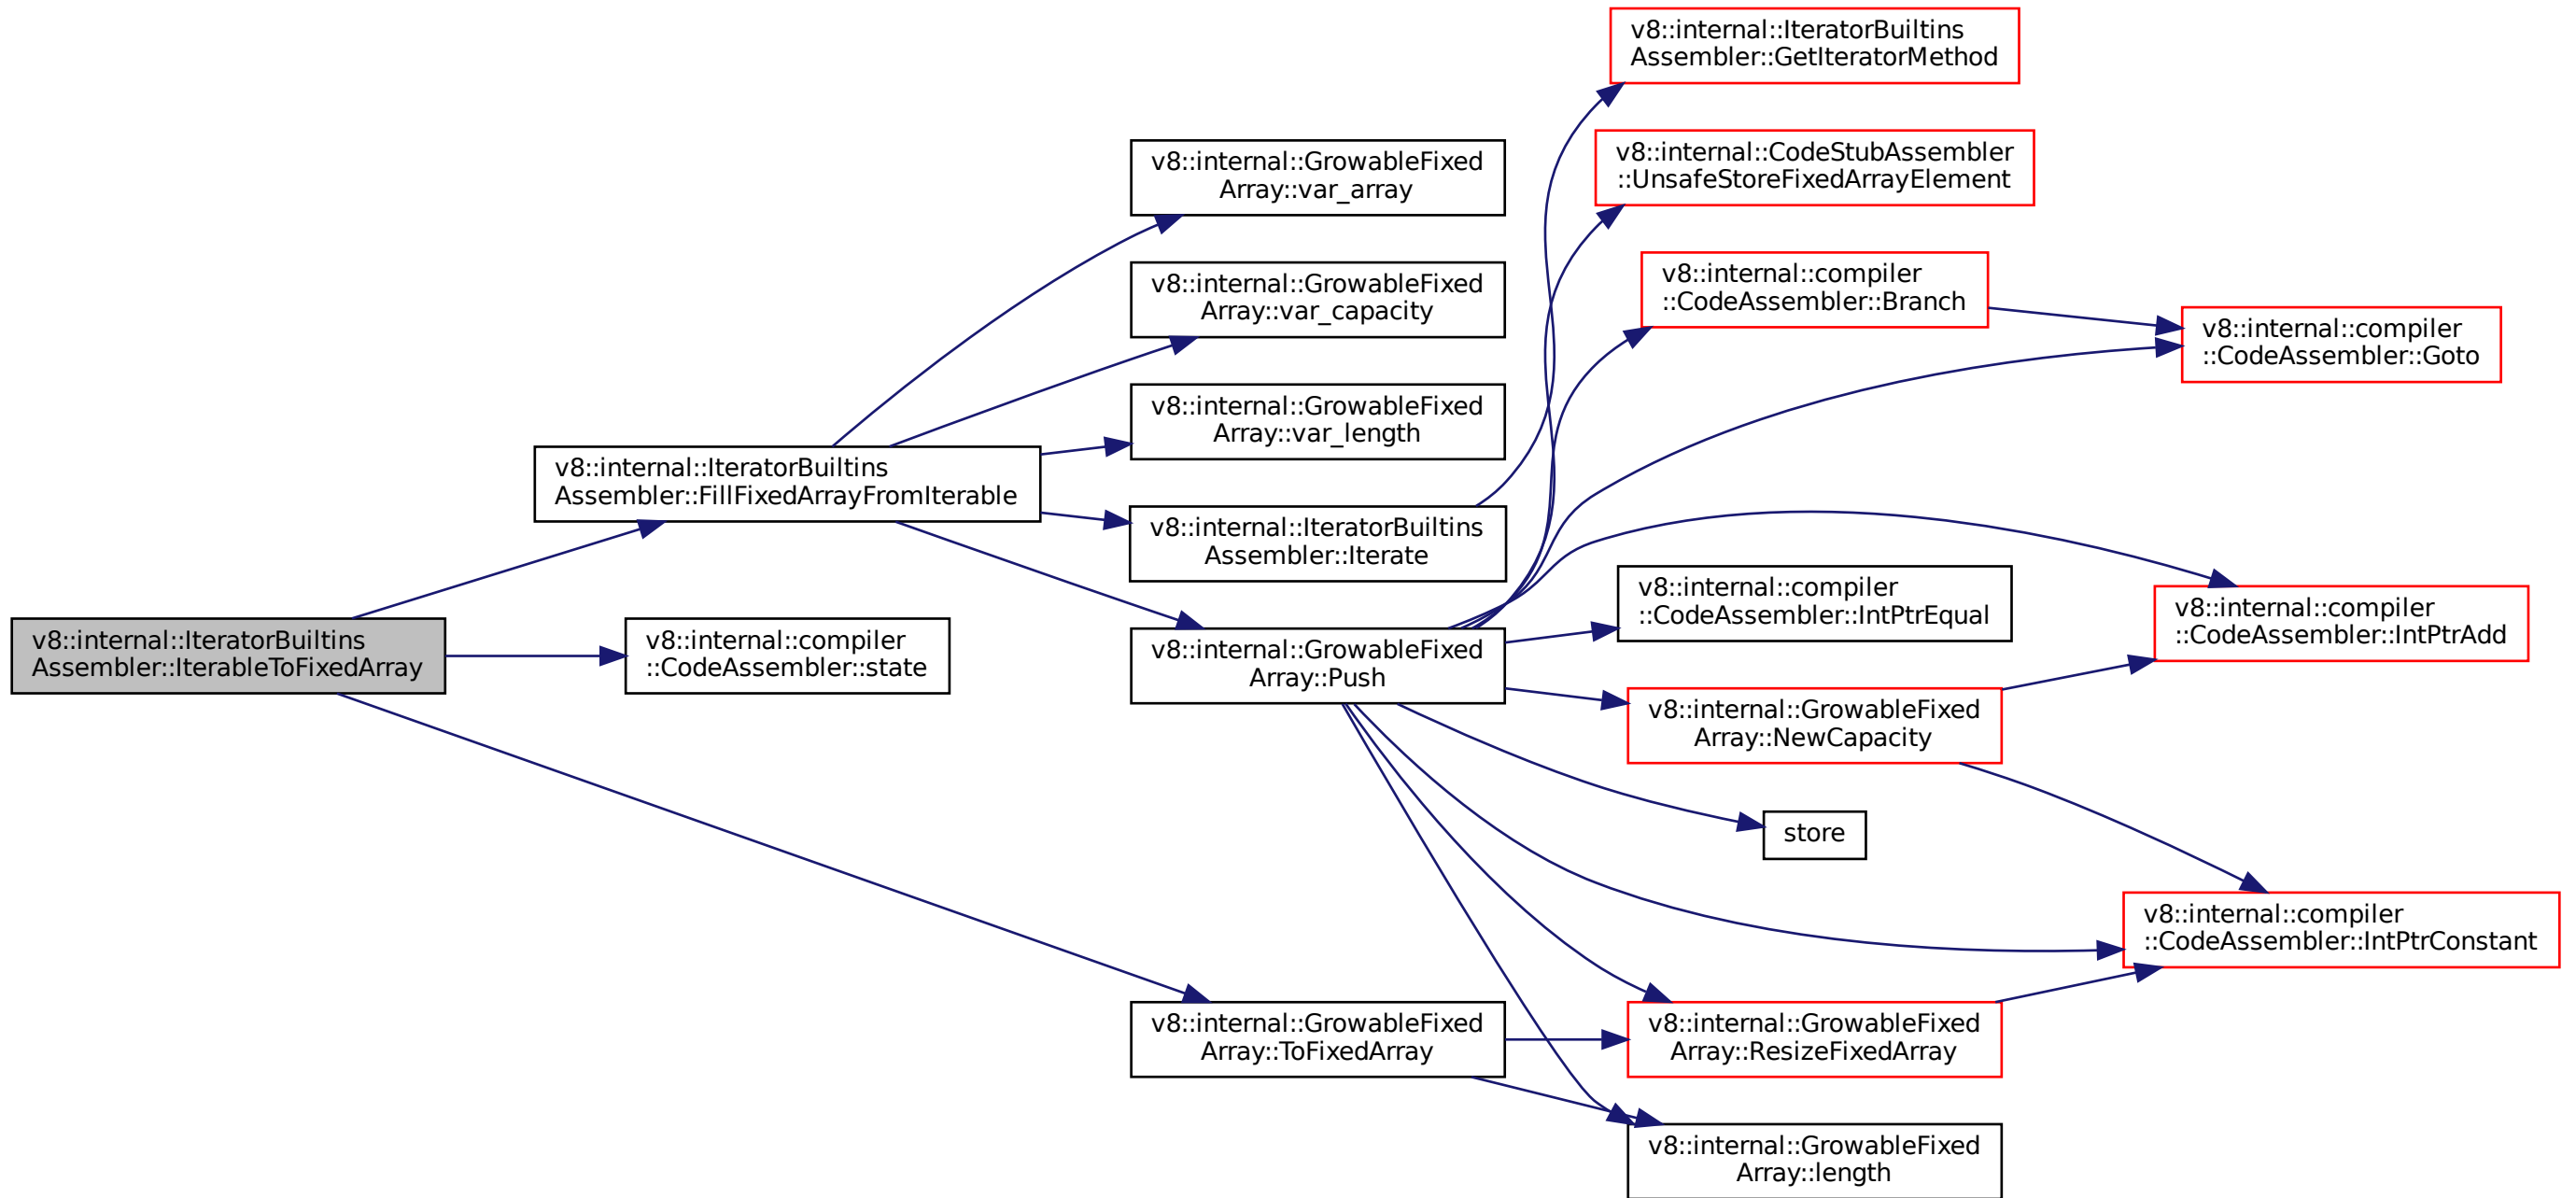 v8::internal::IteratorBuiltins
Assembler::IterableToFixedArray
v8::internal::IteratorBuiltins
Assembler::FillFixedArrayFromIterable
v8::internal::compiler
::CodeAssembler::state
v8::internal::GrowableFixed
Array::var_array
v8::internal::GrowableFixed
Array::var_capacity
v8::internal::GrowableFixed
Array::var_length
v8::internal::IteratorBuiltins
Assembler::Iterate
v8::internal::GrowableFixed
Array::Push
v8::internal::GrowableFixed
Array::ToFixedArray
v8::internal::IteratorBuiltins
Assembler::GetIteratorMethod
v8::internal::CodeStubAssembler
::UnsafeStoreFixedArrayElement
v8::internal::compiler
::CodeAssembler::Branch
v8::internal::compiler
::CodeAssembler::IntPtrEqual
v8::internal::GrowableFixed
Array::NewCapacity
store
v8::internal::GrowableFixed
Array::ResizeFixedArray
v8::internal::GrowableFixed
Array::length
v8::internal::compiler
::CodeAssembler::Goto
v8::internal::compiler
::CodeAssembler::IntPtrAdd
v8::internal::compiler
::CodeAssembler::IntPtrConstant